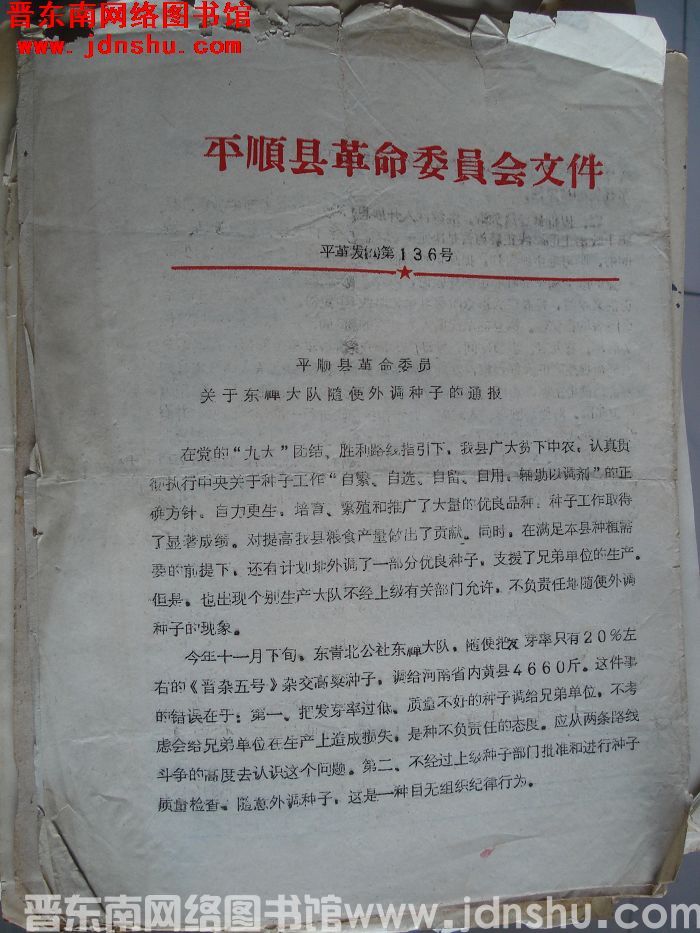 晋东南网络图书馆
www.jdnshu.com
平順县革命委員会文件
平革发(71)第136号
平顺县革命委员
关于东禅大队随便外调种子的通报
在党的“九大”团结、胜利路线指引下，我县广大贫下中农，认真贯
彻执行中央关于种子工作“自繁、自选、自留、自用、辅助以调剂”的正
确方针。自力更生，培育、繁殖和推广了大量的优良品种，种子工作取得
了显著成绩。对提高我县粮食产量做出了贡献。同时，在满足本县种植需
要的前提下，还有计划地外调了一部分优良种子，支援了兄弟单位的生产。
但是，也出现个别生产大队不经上级有关部门允许，不负责任地随便外调
种子的现象。
今年十一月下旬，东青北公社东禅大队，随便把发芽率只有20%左
右的《晋杂五号》杂交高粱种子，调给河南省内黄县4660斤。这件事
的错误在于：第一、把发芽率过低、质量不好的种子调给兄弟单位，不考
虑会给兄弟单位在生产上造成损失，是种不负责任的态度。应从两条路线
斗争的高度去认识这个问题。第二、不经过上级种子部门批准和进行种子
质量检查。随意外调种子，这是一种目无组织纪律行为。
晋东南网络图书馆 www.jdnshu.com